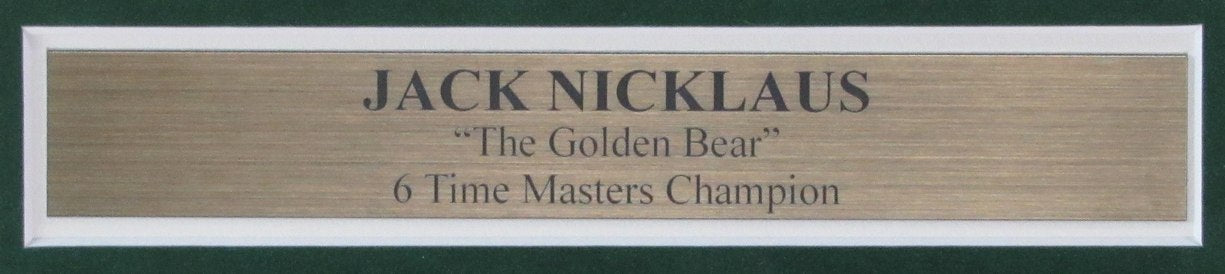 JACK NICKLAUS
“The Golden Bear”
6 Time Masters Champion